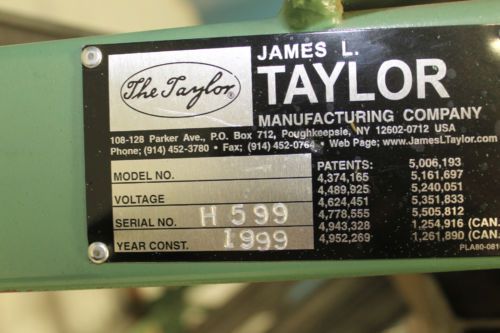 The Taylor®
JAMES L.
TAYLOR
MANUFACTURING COMPANY
108-128 Parker Ave., P.O. Box 712, Poughkeepsie, NY 12602-0712 USA
Phone; (914) 452-3780 • Fax; (914) 452-0764 • Web Page; www.JamesLTaylor.com
MODEL NO.
VOLTAGE
SERIAL NO. H 599
YEAR CONST. 1999
PATENTS: 5,006,193
4,374,165 5,161,697
4,489,925 5,240,051
4,624,451 5,351,833
4,778,555 5,505,812
4,943,328 1,254,916 (CAN.
4,952,269 1,261,890 (CAN.